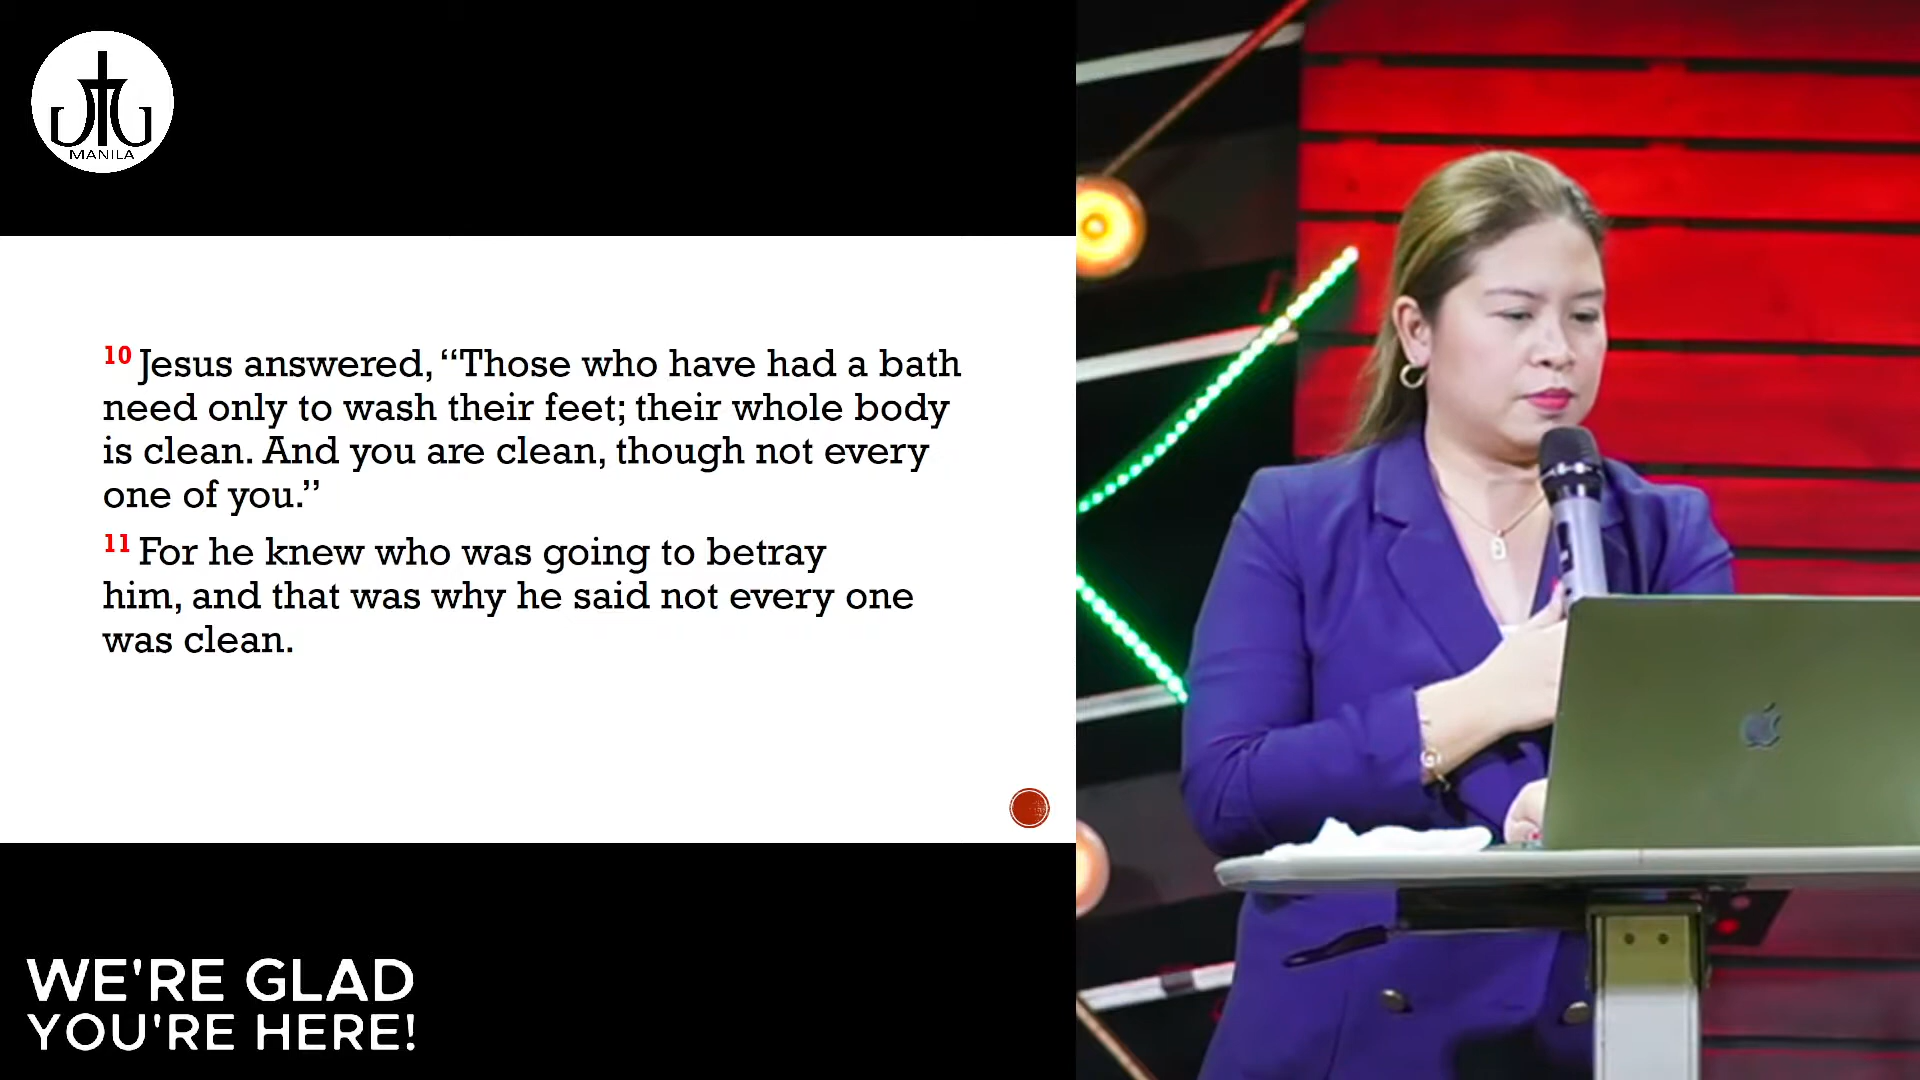 JTG
MANILA
10 Jesus answered, “Those who have had a bath
need only to wash their feet; their whole body
is clean. And you are clean, though not every
one of you.”
11 For he knew who was going to betray
him, and that was why he said not every one
was clean.
WE'RE GLAD
YOU'RE HERE!